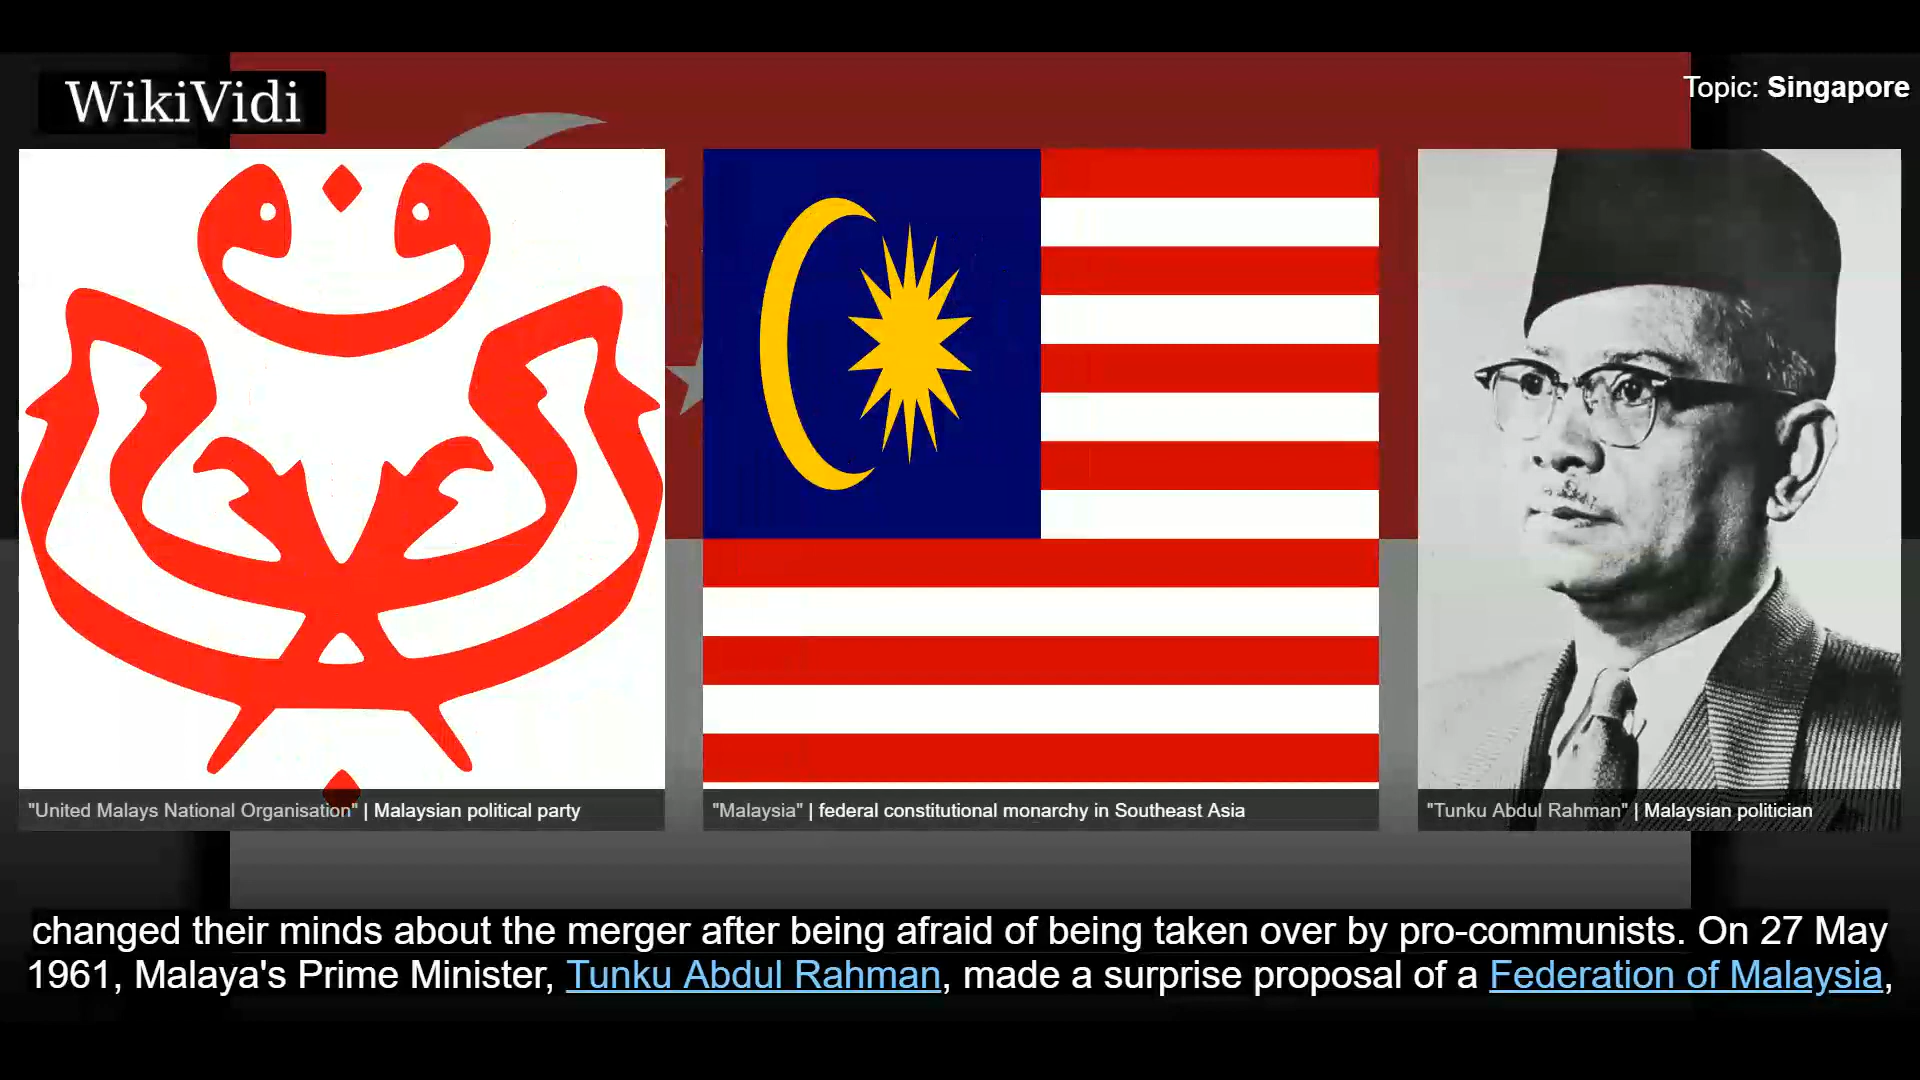 WikiVidi
Topic: Singapore
"United Malays National Organisation" | Malaysian political party
"Malaysia" | federal constitutional monarchy in Southeast Asia
"Tunku Abdul Rahman" | Malaysian politician
changed their minds about the merger after being afraid of being taken over by pro-communists. On 27 May
1961, Malaya's Prime Minister, Tunku Abdul Rahman, made a surprise proposal of a Federation of Malaysia,